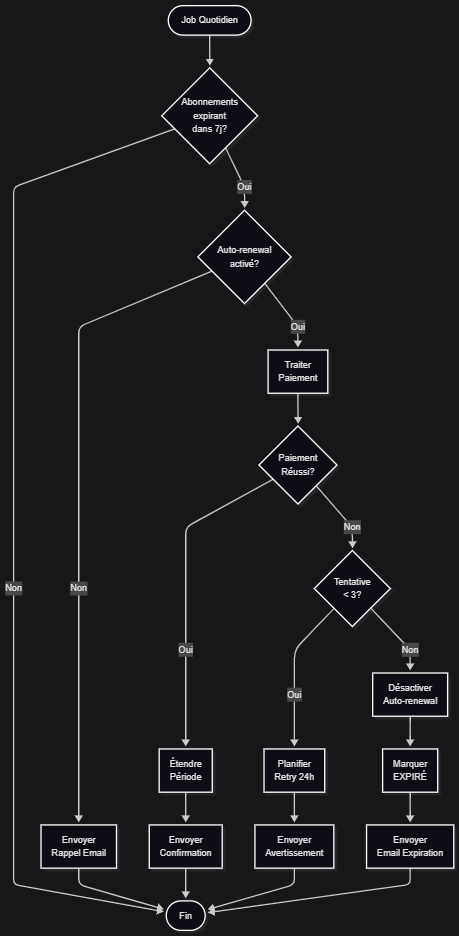 Job Quotidien
Abonnements
expirant
dans 7j?
Oui
Auto-renewal
activé?
Oui
Traiter
Paiement
Paiement
Réussi?
Non
Tentative
< 3?
Non
Non
Oui
Non
Désactiver
Auto-renewal
Oui
Étendre
Période
Planifier
Retry 24h
Marquer
EXPIRÉ
Envoyer
Rappel Email
Envoyer
Confirmation
Envoyer
Avertissement
Envoyer
Email Expiration
Fin